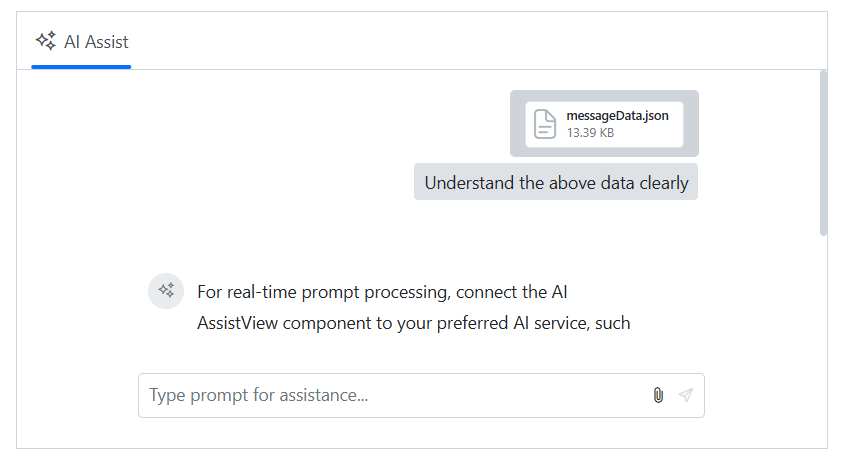 AI Assist
messageData.json
13.39 KB
Understand the above data clearly
For real-time prompt processing, connect the AI
AssistView component to your preferred AI service, such
Type prompt for assistance...